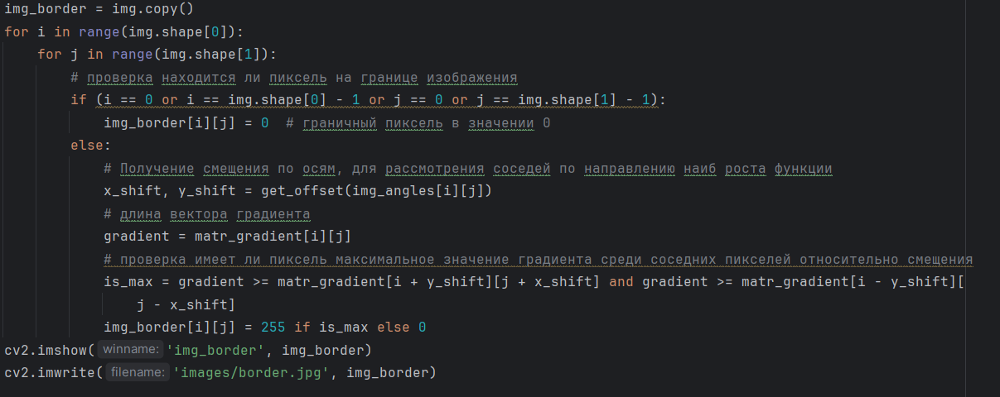 img_border = img.copy()
for i in range(img.shape[0]):
    for j in range(img.shape[1]):
        # проверка находится ли пиксель на границе изображения
        if (i == 0 or i == img.shape[0] - 1 or j == 0 or j == img.shape[1] - 1):
            img_border[i][j] = 0  # граничный пиксель в значении 0
        else:
            # Получение смещения по осям, для рассмотрения соседей по направлению наиб роста функции
            x_shift, y_shift = get_offset(img_angles[i][j])
            # длина вектора градиента
            gradient = matr_gradient[i][j]
            # проверка имеет ли пиксель максимальное значение градиента среди соседних пикселей относительно смещения
            is_max = gradient >= matr_gradient[i + y_shift][j + x_shift] and gradient >= matr_gradient[i - y_shift][
                j - x_shift]
            img_border[i][j] = 255 if is_max else 0
cv2.imshow( winname: 'img_border', img_border)
cv2.imwrite( filename: 'images/border.jpg', img_border)